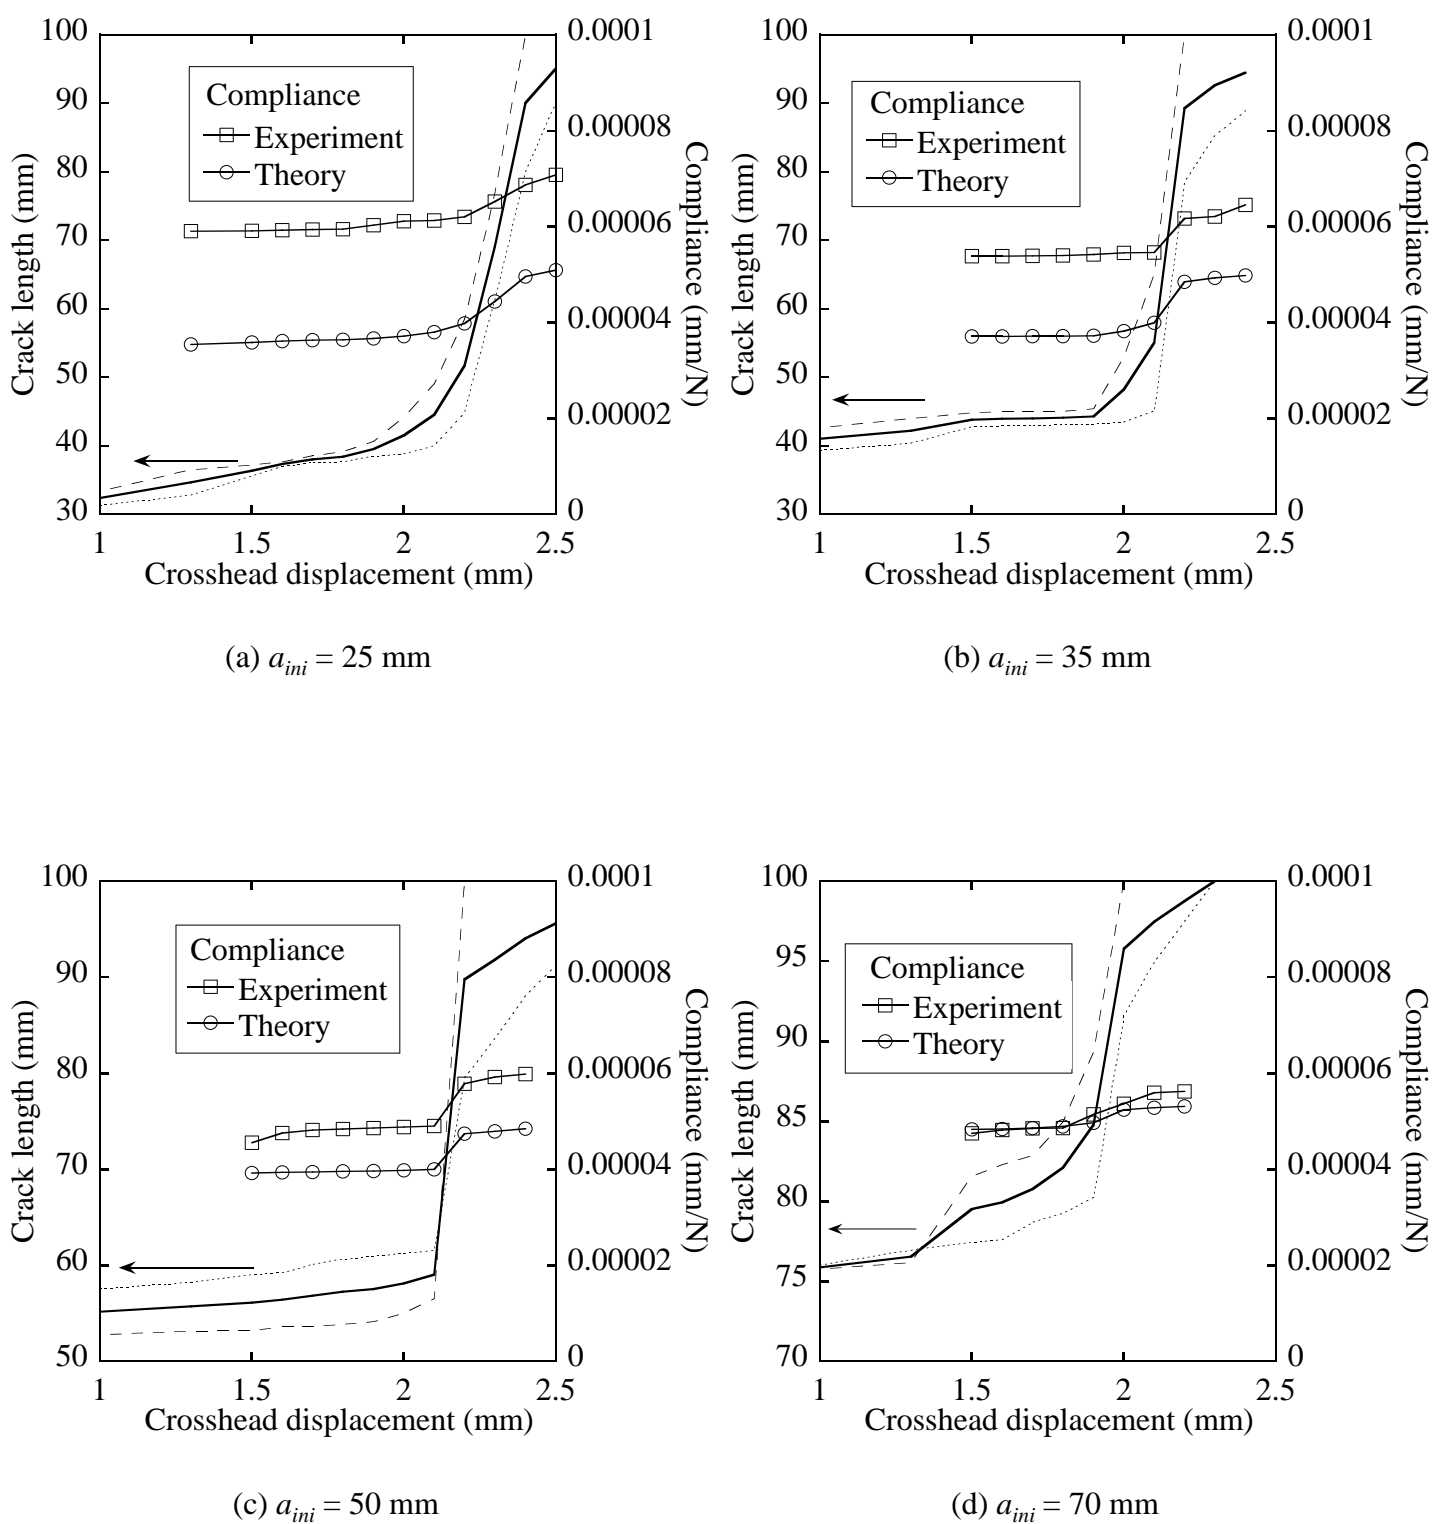 100
90
80
70
60
50
40
30
Crack length (mm)
Compliance
Experiment
Theory
0.0001
0.00008
0.00006
0.00004
0.00002
0
Compliance (mm/N)
1 1.5 2 2.5
Crosshead displacement (mm)
(a) a_ini = 25 mm
100
90
80
70
60
50
40
30
Crack length (mm)
Compliance
Experiment
Theory
0.0001
0.00008
0.00006
0.00004
0.00002
0
Compliance (mm/N)
1 1.5 2 2.5
Crosshead displacement (mm)
(b) a_ini = 35 mm
100
90
80
70
60
50
Crack length (mm)
Compliance
Experiment
Theory
0.0001
0.00008
0.00006
0.00004
0.00002
0
Compliance (mm/N)
1 1.5 2 2.5
Crosshead displacement (mm)
(c) a_ini = 50 mm
100
95
90
85
80
75
70
Crack length (mm)
Compliance
Experiment
Theory
0.0001
0.00008
0.00006
0.00004
0.00002
0
Compliance (mm/N)
1 1.5 2 2.5
Crosshead displacement (mm)
(d) a_ini = 70 mm